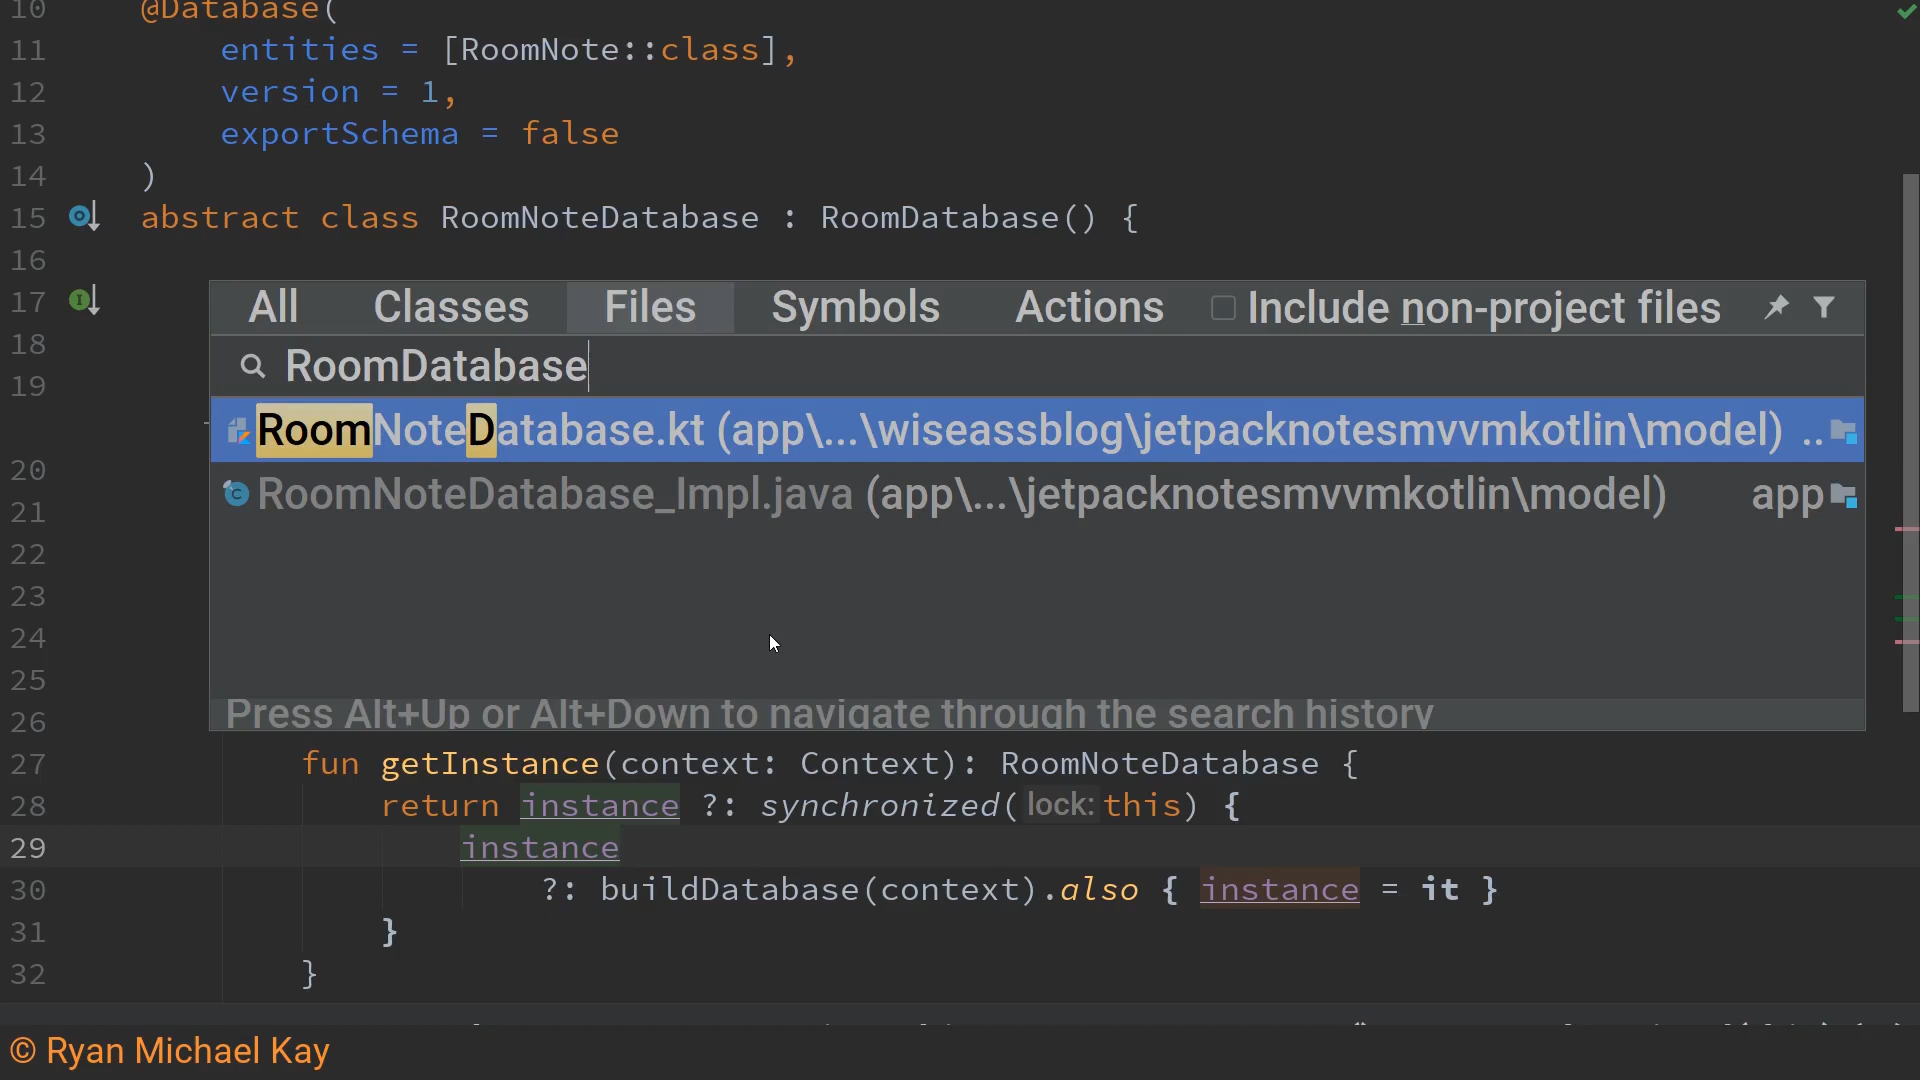 10 @Database(
11 entities = [RoomNote::class],
12 version = 1,
13 exportSchema = false
14 )
15 abstract class RoomNoteDatabase : RoomDatabase() {
16
17
18
19
All Classes Files Symbols Actions Include non-project files
RoomDatabase
RoomNoteDatabase.kt (app\...\wiseassblog\jetpacknotesmvvmkotlin\model) ..
RoomNoteDatabase_Impl.java (app\...\jetpacknotesmvvmkotlin\model) app
20
21
22
23
24
25
26
Press Alt+Up or Alt+Down to navigate through the search history
27 fun getInstance(context: Context): RoomNoteDatabase {
28 return instance ?: synchronized( lock: this) {
29 instance
30 ?: buildDatabase(context).also { instance = it }
31 }
32 }
© Ryan Michael Kay